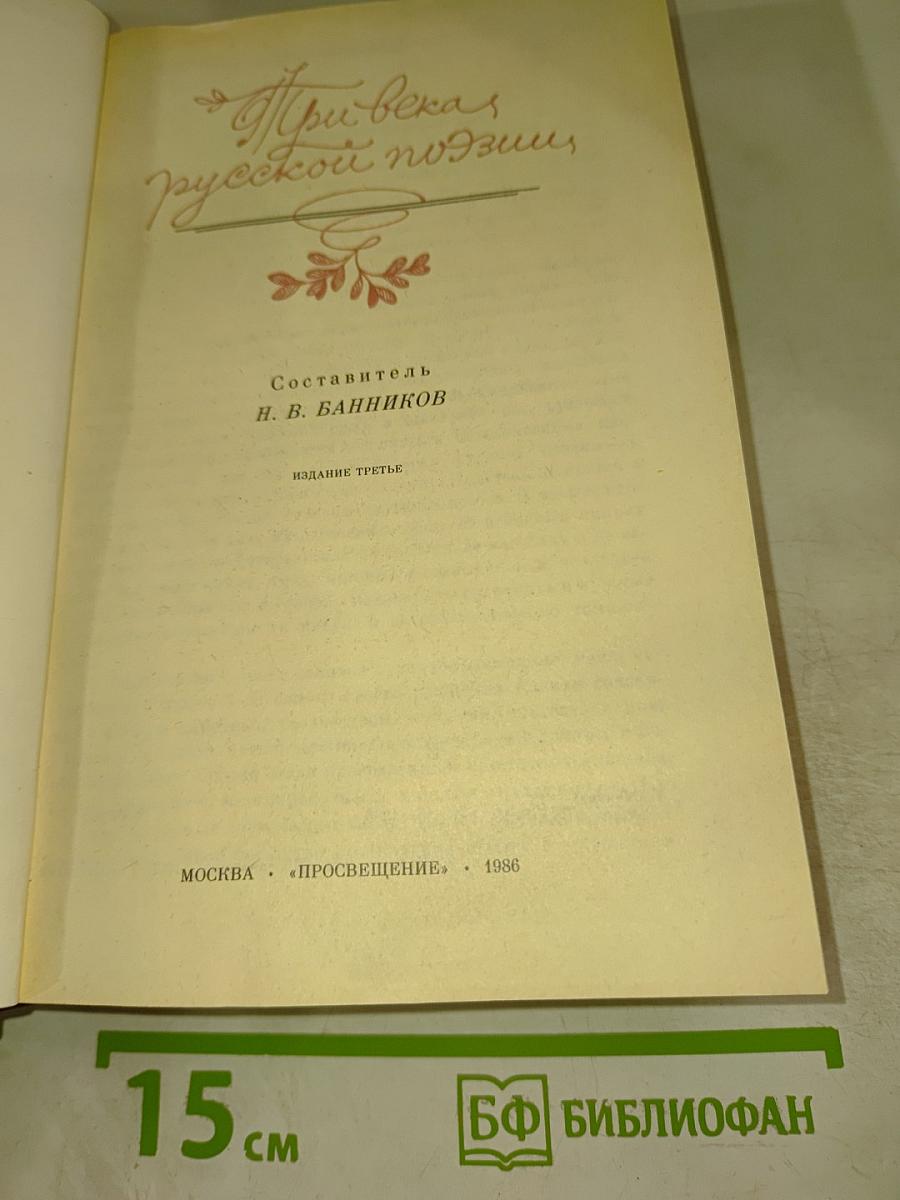 Три века
русской поэзии
Составитель
Н. В. БАННИКОВ
ИЗДАНИЕ ТРЕТЬЕ
МОСКВА · «ПРОСВЕЩЕНИЕ» · 1986
15 см
БФ БИБЛИОФАН